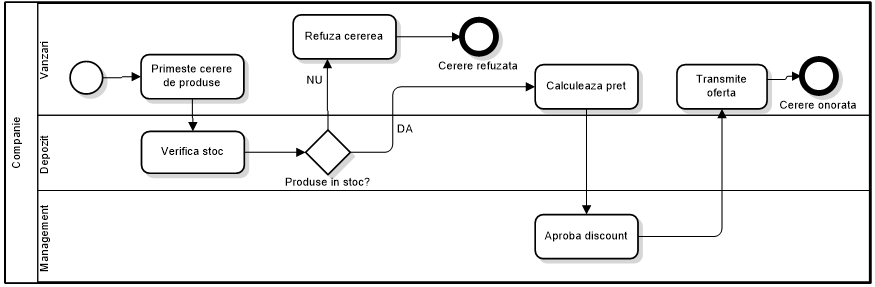 Companie
Vanzari
Primeste cerere
de produse
Refuza cererea
Cerere refuzata
NU
Calculeaza pret
Transmite
oferta
Cerere onorata
Depozit
Verifica stoc
Produse in stoc?
DA
Management
Aproba discount